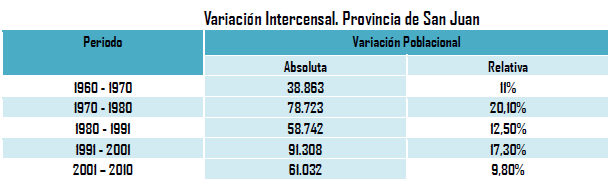 Variación Intercensal. Provincia de San Juan
Periodo Variación Poblacional
Absoluta Relativa
1960 - 1970 38.863 11%
1970 - 1980 78.723 20,10%
1980 - 1991 58.742 12,50%
1991 - 2001 91.308 17,30%
2001 – 2010 61.032 9,80%